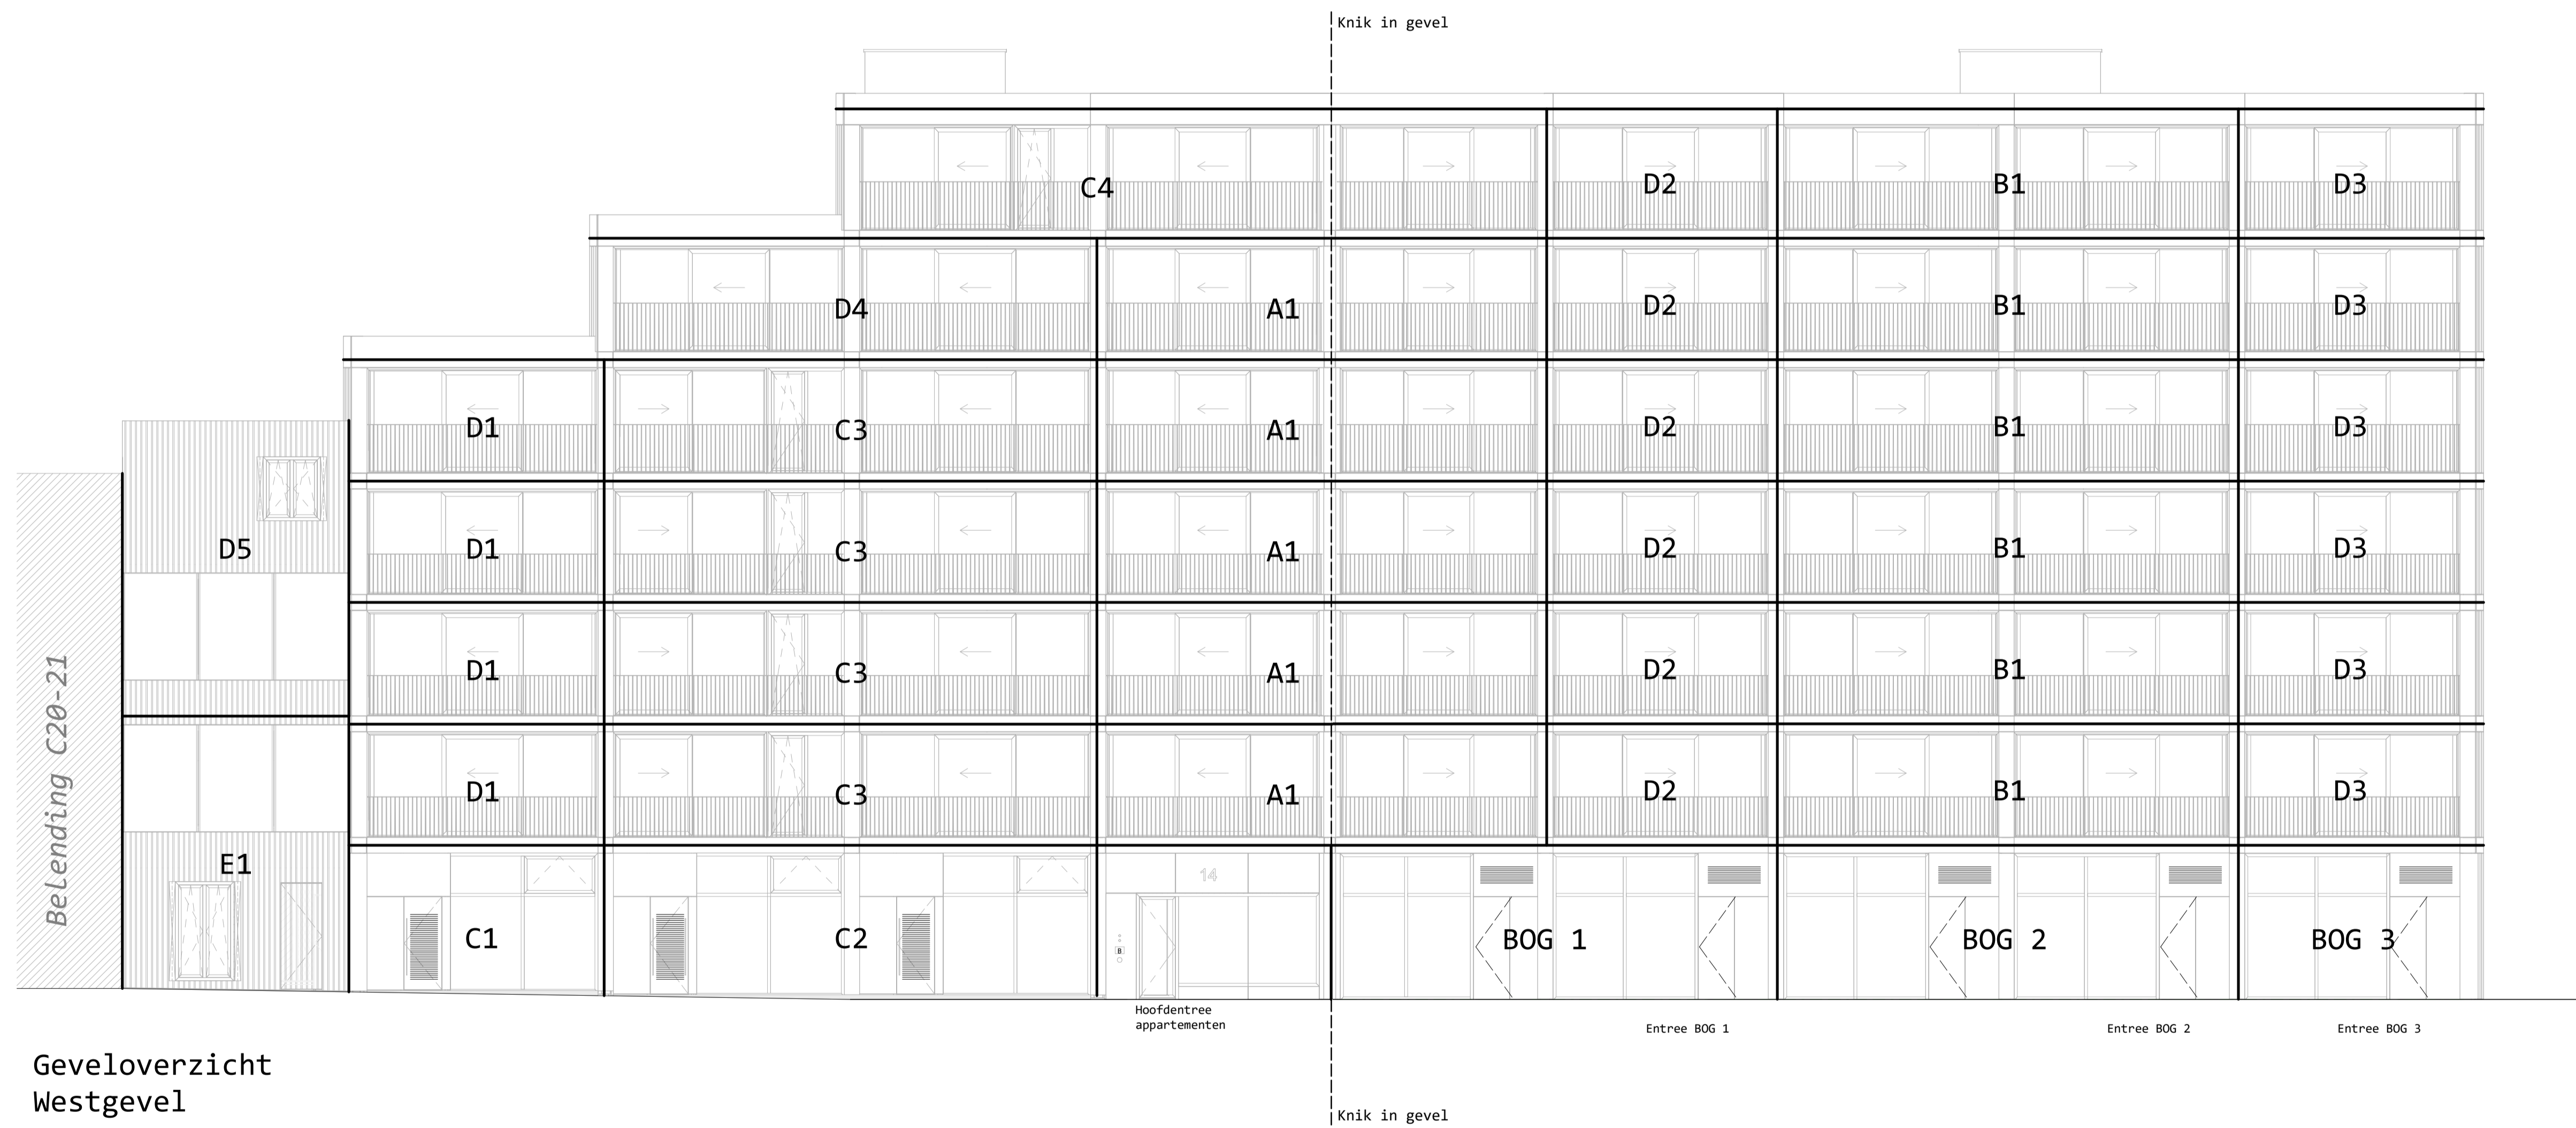 Knik in gevel
C4 D2 B1 D3
D4 A1 D2 B1 D3
D1 C3 A1 D2 B1 D3
D5 D1 C3 A1 D2 B1 D3
D1 C3 A1 D2 B1 D3
D1 C3 A1 D2 B1 D3
E1
14
C1 C2 BOG 1 BOG 2 BOG 3
B
Belending C20-21
Hoofdentree
appartementen
Entree BOG 1
Entree BOG 2
Entree BOG 3
Geveloverzicht
Westgevel
Knik in gevel